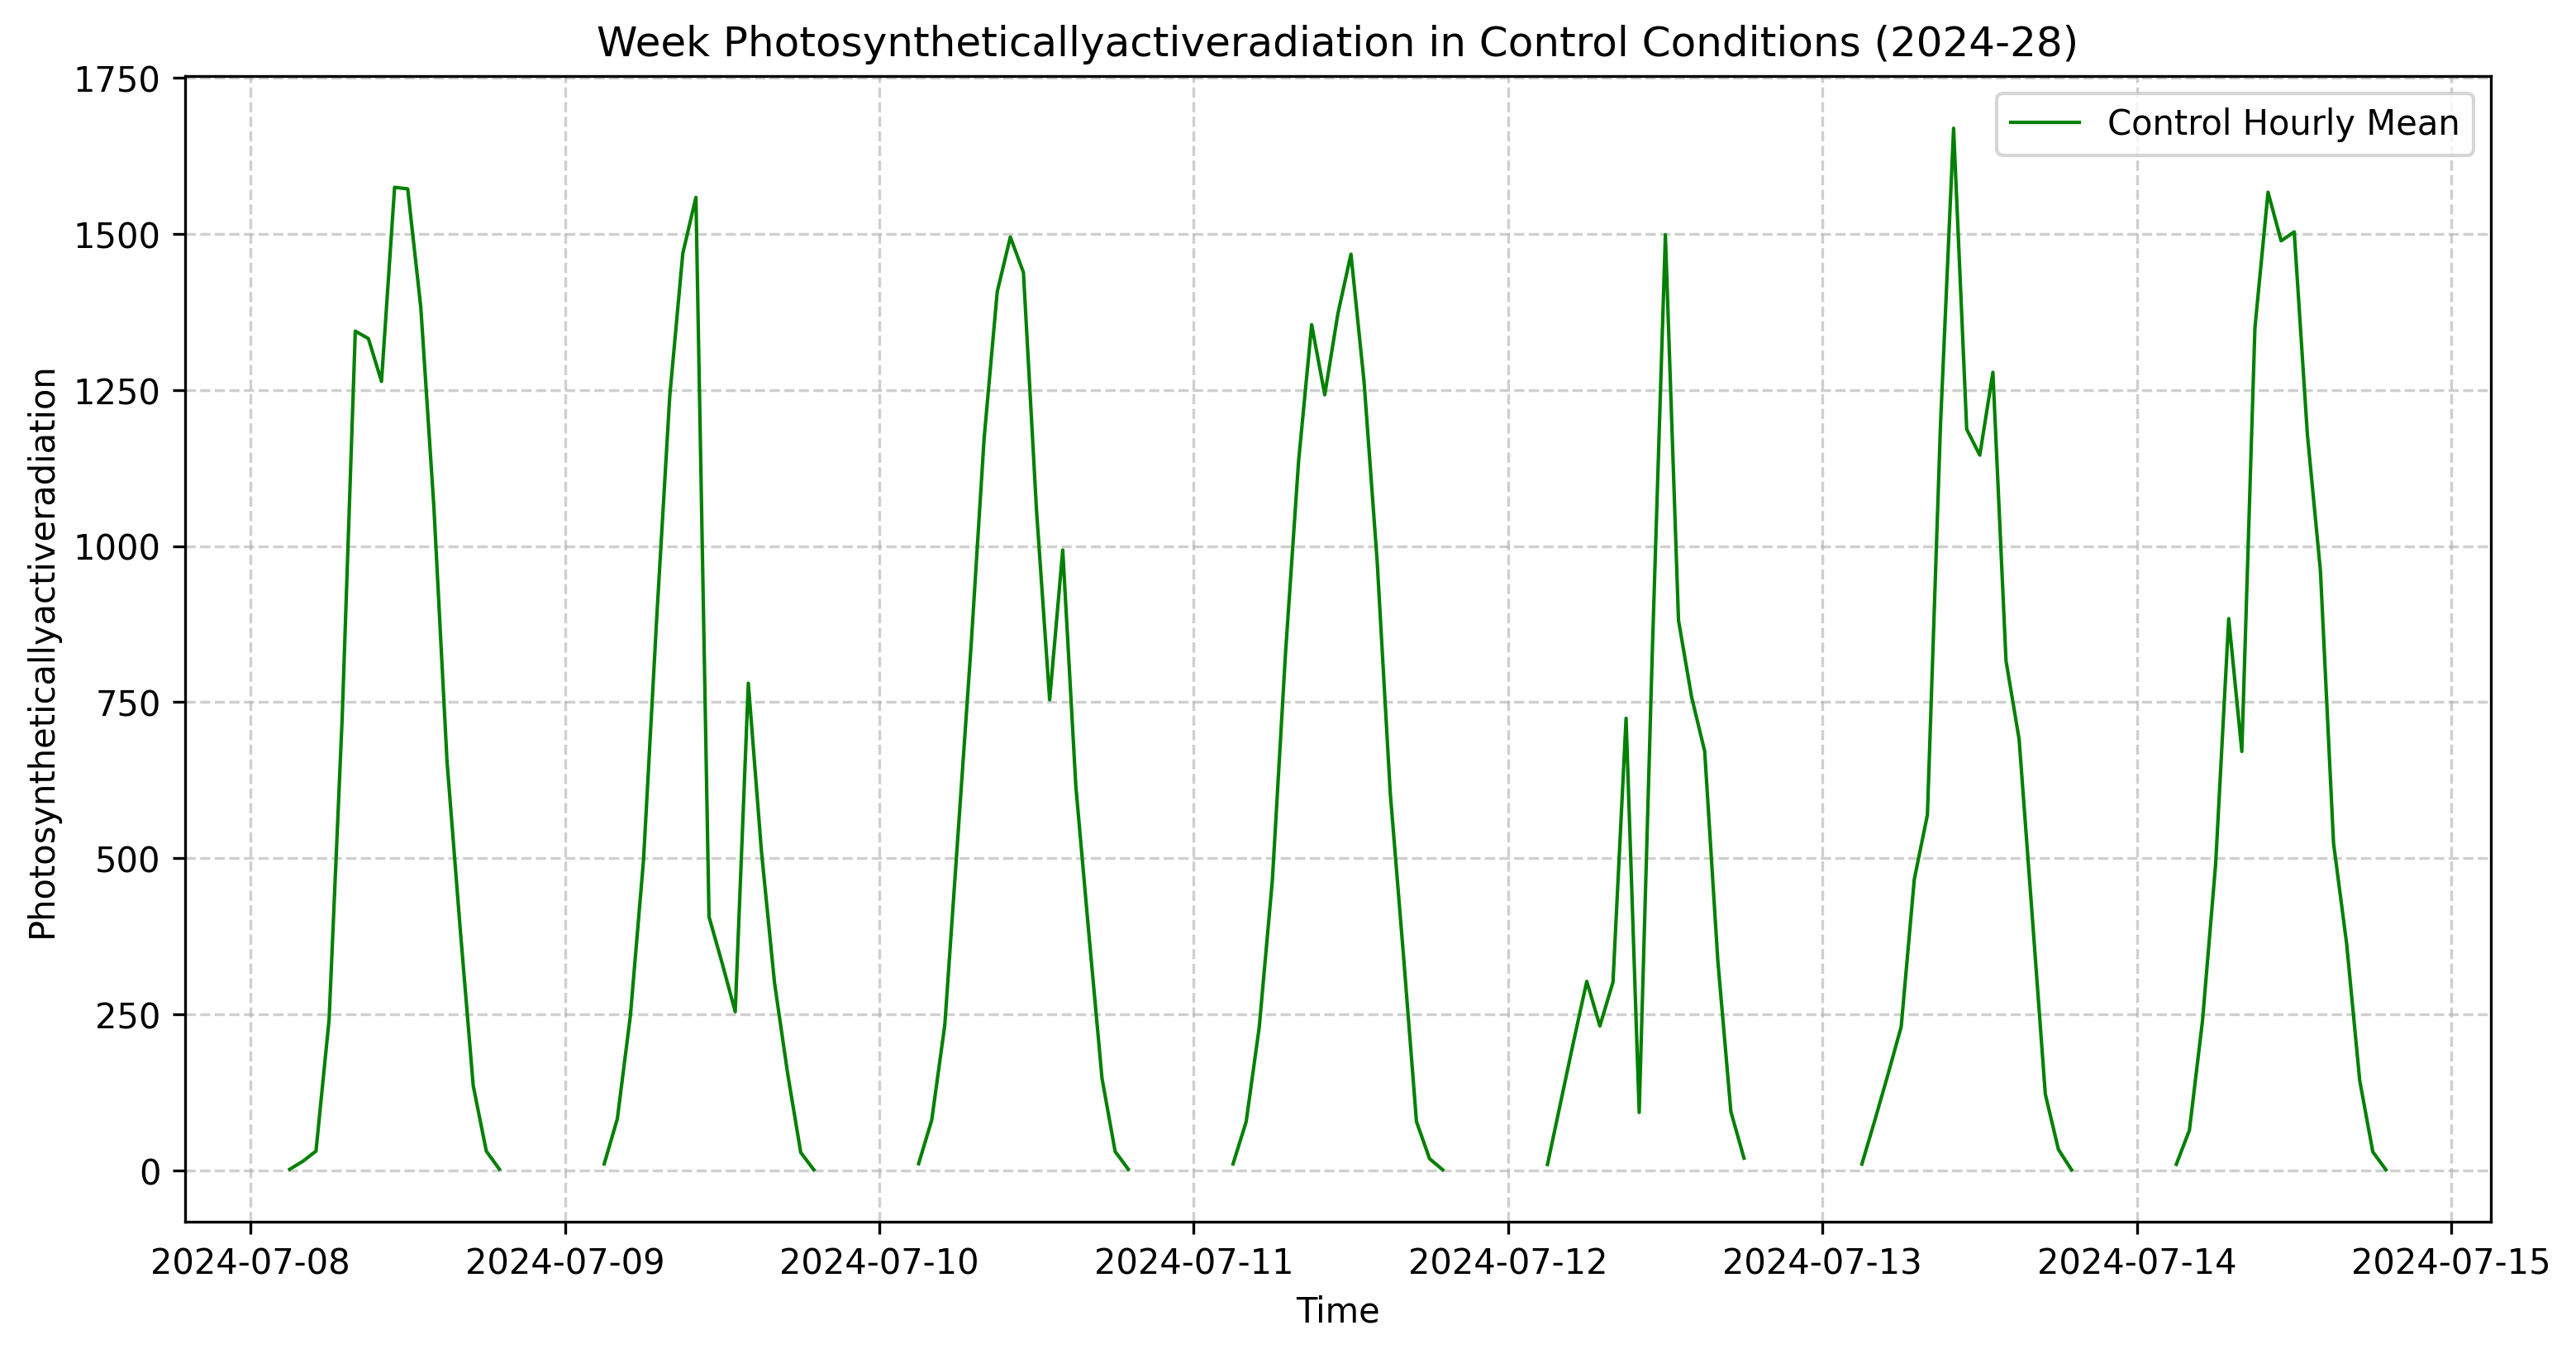 Week Photosyntheticallyactiveradiation in Control Conditions (2024-28)
Control Hourly Mean
Photosyntheticallyactiveradiation
1750
1500
1250
1000
750
500
250
0
2024-07-08 2024-07-09 2024-07-10 2024-07-11 2024-07-12 2024-07-13 2024-07-14 2024-07-15
Time